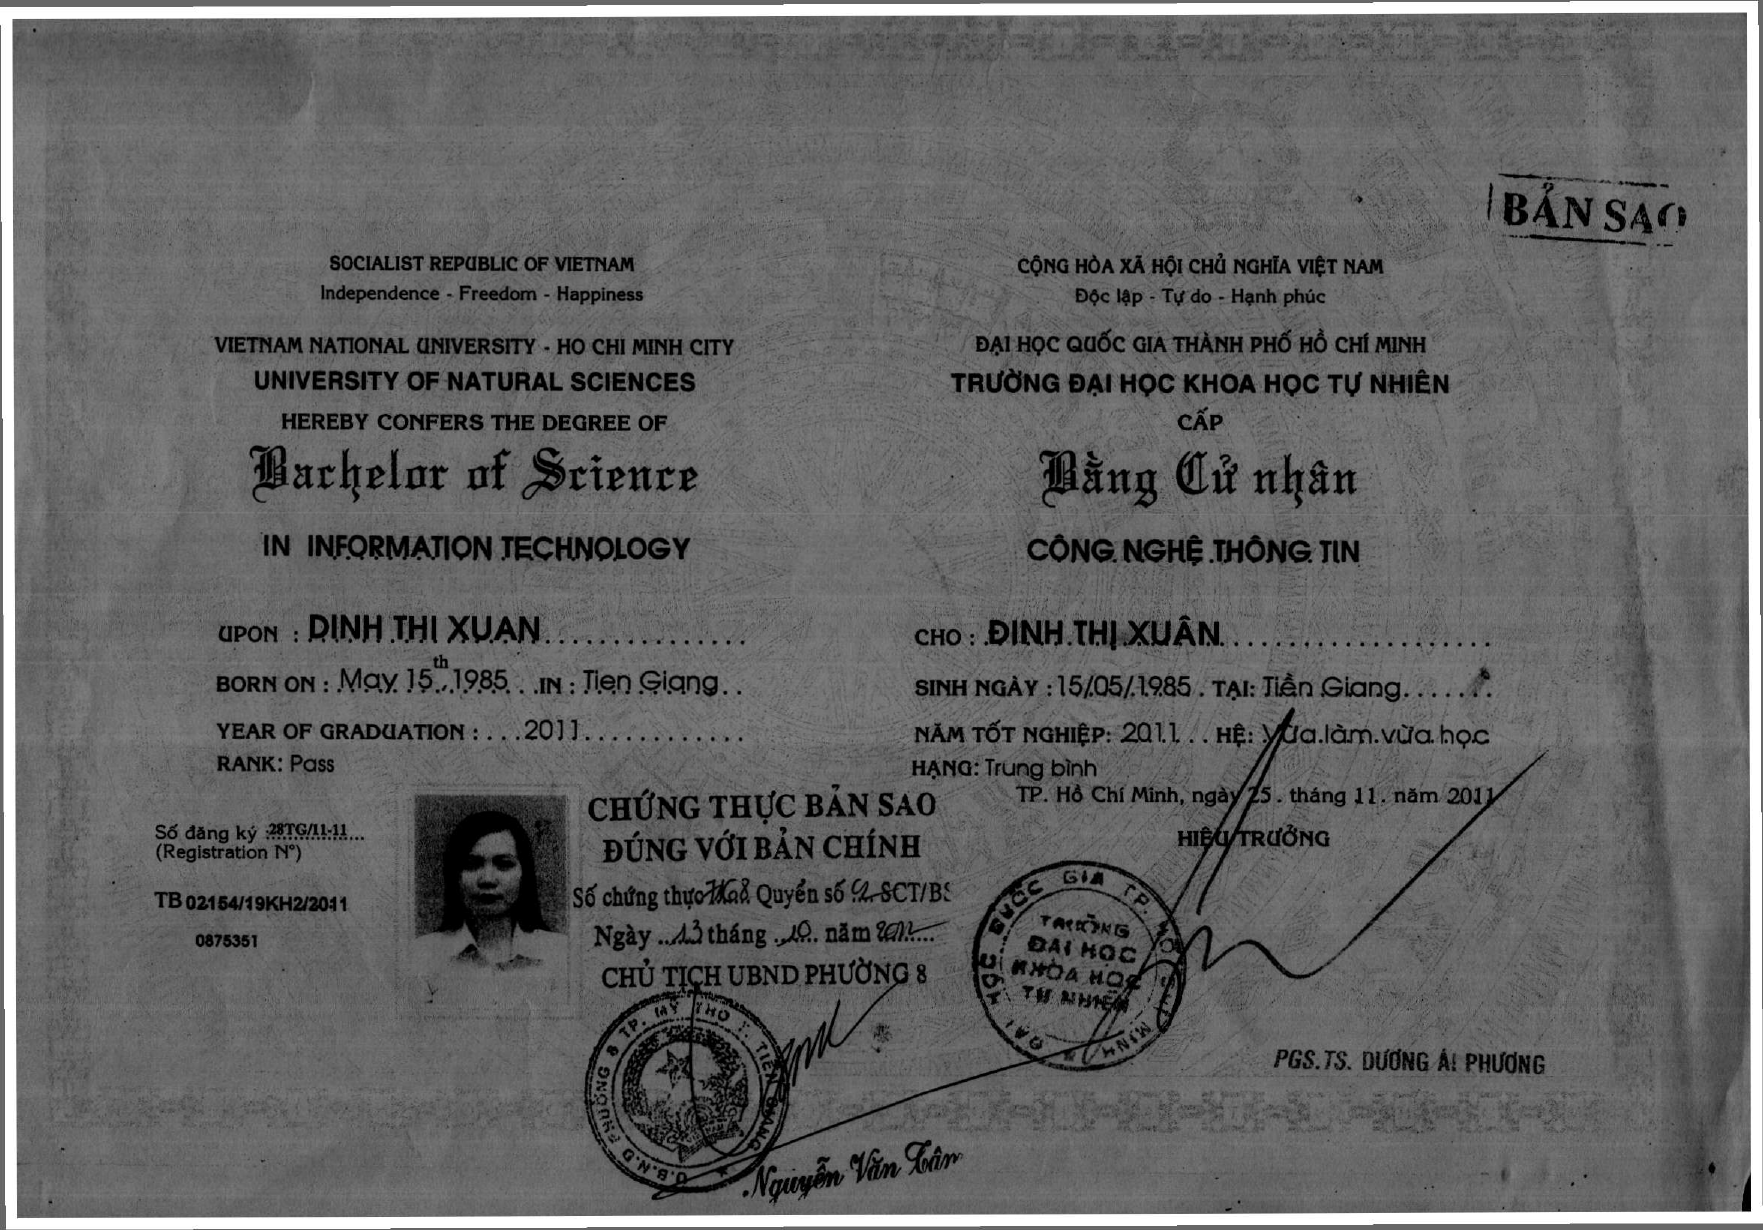 BẢN SAO
SOCIALIST REPUBLIC OF VIETNAM
Independence - Freedom - Happiness
VIETNAM NATIONAL UNIVERSITY - HO CHI MINH CITY
UNIVERSITY OF NATURAL SCIENCES
HEREBY CONFERS THE DEGREE OF
Bachelor of Science
IN INFORMATION TECHNOLOGY
UPON : DINH THI XUAN
BORN ON : May 15th, 1985 IN : Tien Giang
YEAR OF GRADUATION : 2011
RANK: Pass
Số đăng ký :28TG/11-11
(Registration N°)
TB 02154/19KH2/2011
0875351
CỘNG HÒA XÃ HỘI CHỦ NGHĨA VIỆT NAM
Độc lập - Tự do - Hạnh phúc
ĐẠI HỌC QUỐC GIA THÀNH PHỐ HỒ CHÍ MINH
TRƯỜNG ĐẠI HỌC KHOA HỌC TỰ NHIÊN
CẤP
Bằng Cử nhân
CÔNG NGHỆ THÔNG TIN
CHO : ĐINH THỊ XUÂN
SINH NGÀY : 15/05/1985 . TẠI: Tiền Giang
NĂM TỐT NGHIỆP: 2011 HỆ: Vừa làm vừa học
HẠNG: Trung bình
TP. Hồ Chí Minh, ngày 25 . tháng 11 . năm 2011
HIỆU TRƯỞNG
ĐẠI HỌC QUỐC GIA TP. HỒ CHÍ MINH
TRƯỜNG
ĐẠI HỌC
KHOA HỌC
TỰ NHIÊN
PGS.TS. DƯƠNG ÁI PHƯƠNG
CHỨNG THỰC BẢN SAO
ĐÚNG VỚI BẢN CHÍNH
Số chứng thực Quyển số SCT/BS
Ngày 13 tháng 10 năm
CHỦ TỊCH UBND PHƯỜNG 8
U.B.N.D PHƯỜNG 8 TP. MỸ THO T. TIỀN GIANG
Nguyễn Văn Tân